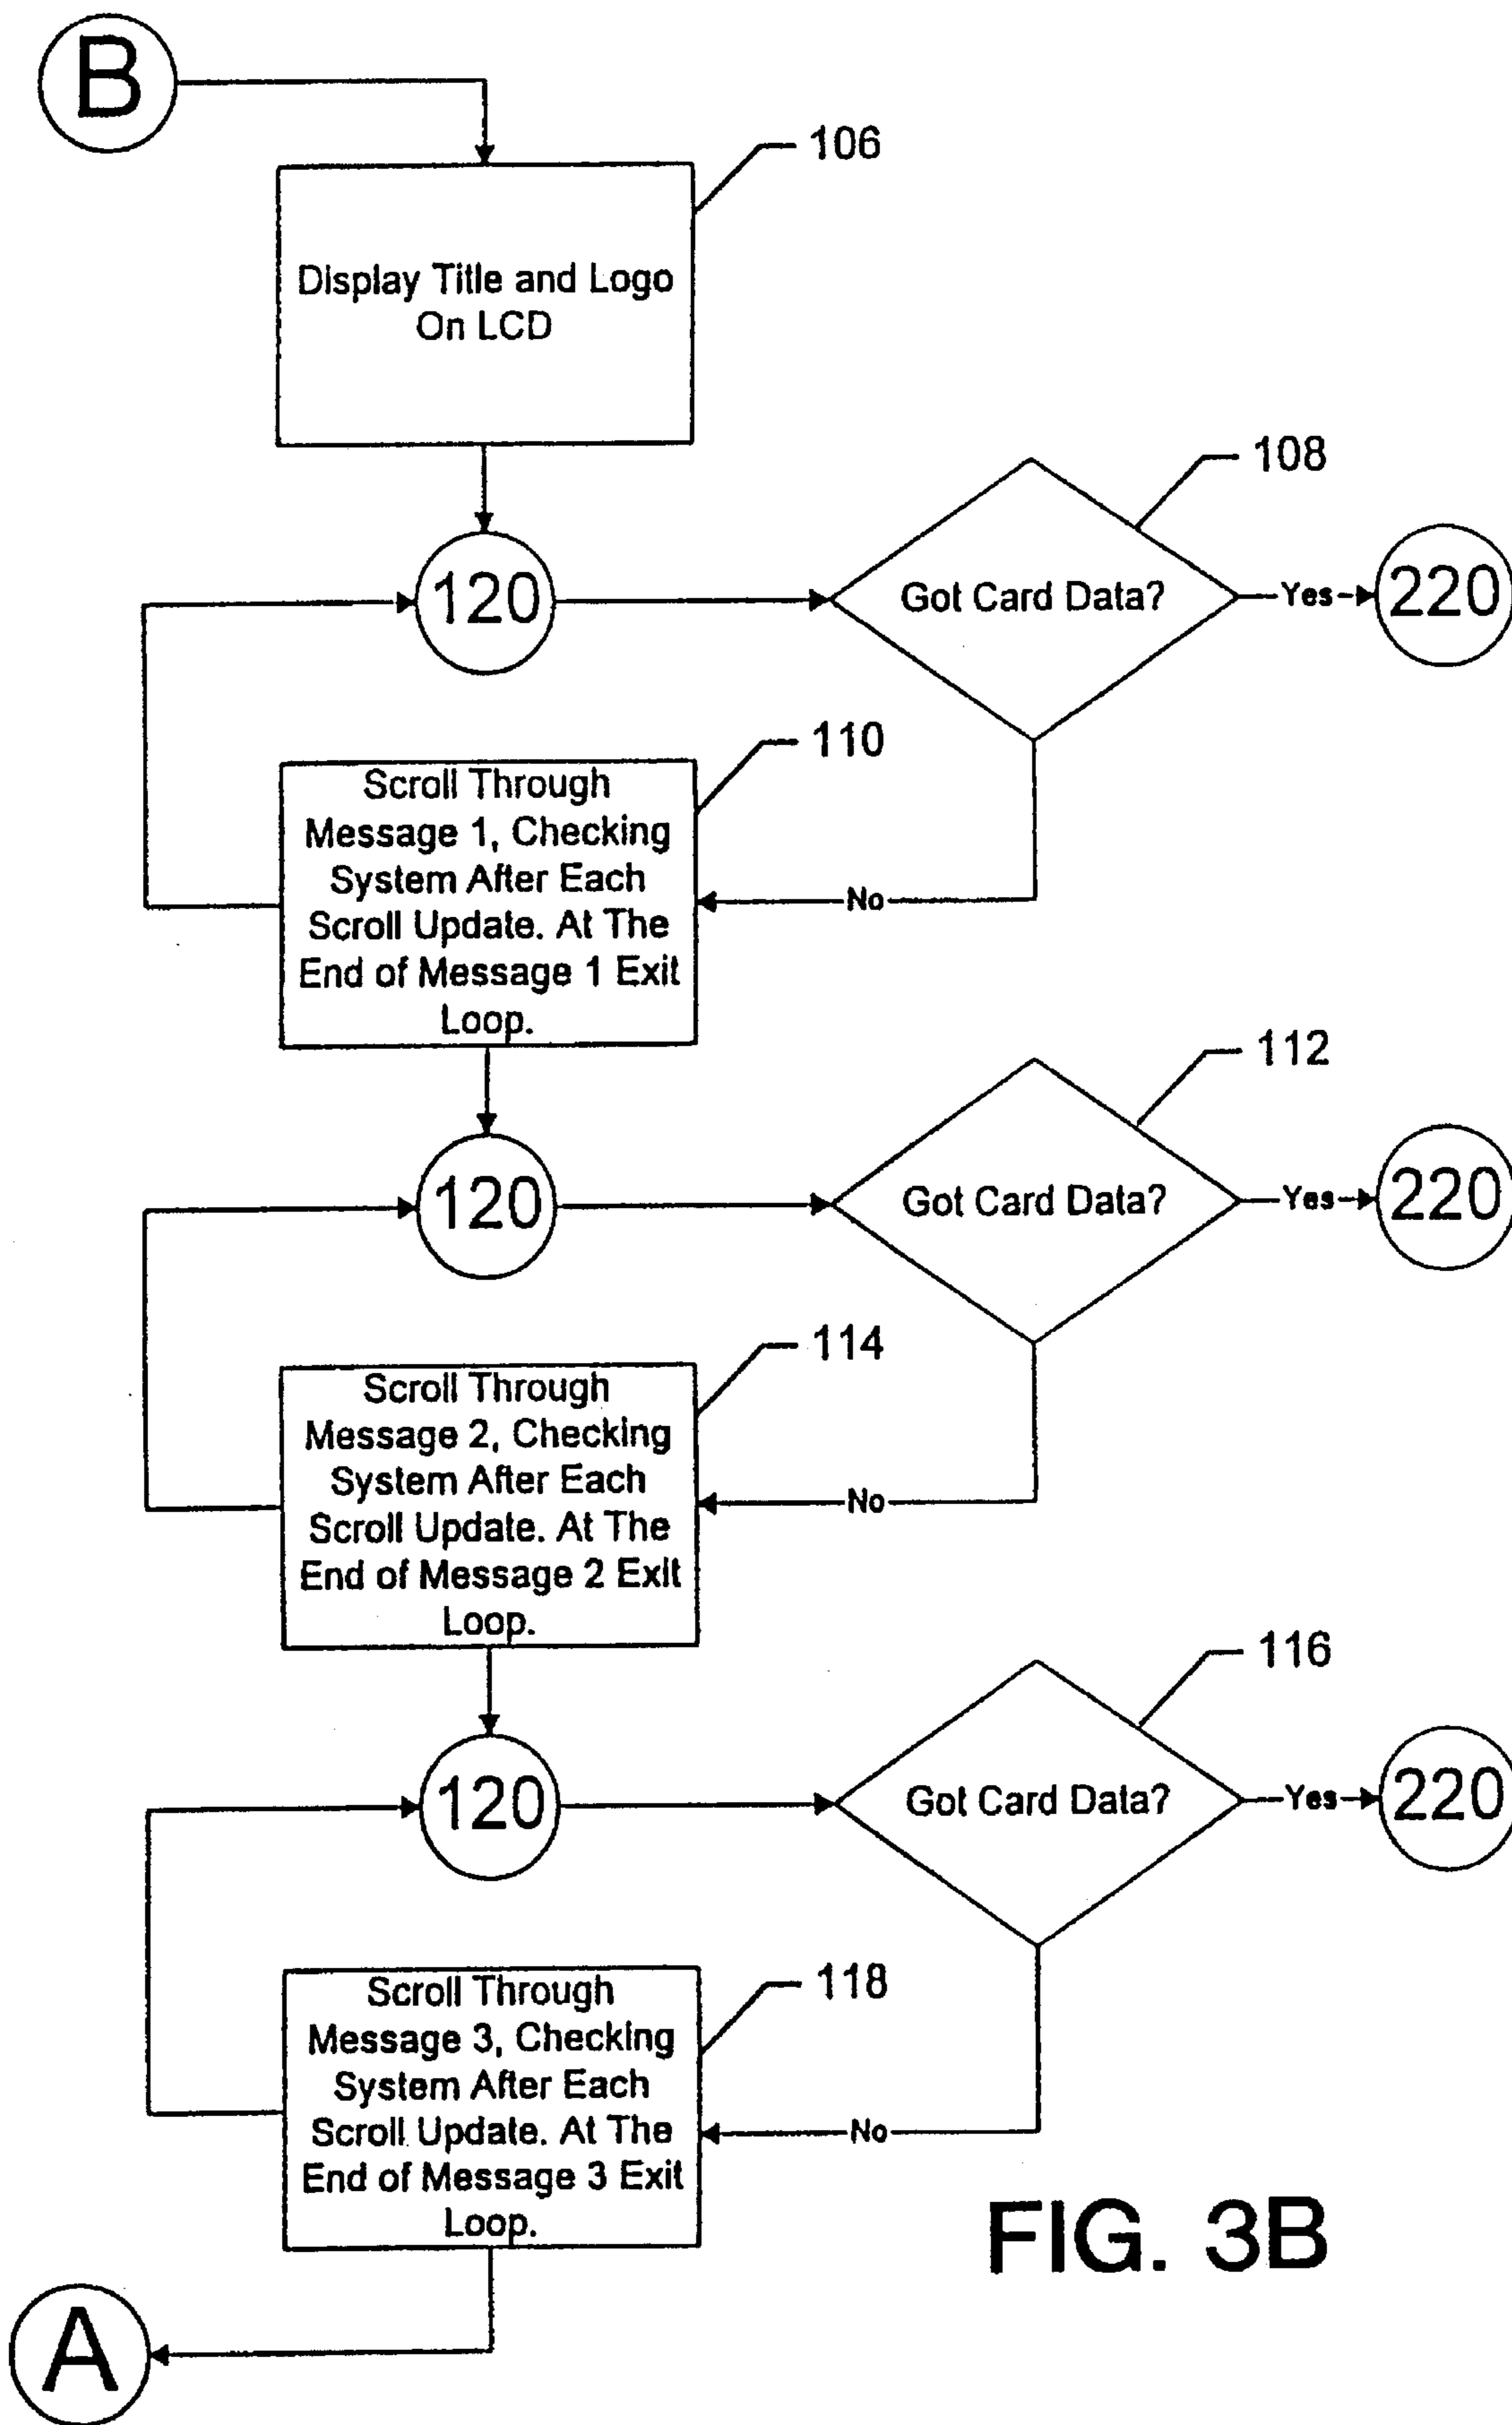 B
106
Display Title and Logo
On LCD
108
120
Got Card Data?
Yes
220
110
Scroll Through
Message 1, Checking
System After Each
Scroll Update. At The
End of Message 1 Exit
Loop.
No
112
120
Got Card Data?
Yes
220
114
Scroll Through
Message 2, Checking
System After Each
Scroll Update. At The
End of Message 2 Exit
Loop.
No
116
120
Got Card Data?
Yes
220
118
Scroll Through
Message 3, Checking
System After Each
Scroll Update. At The
End of Message 3 Exit
Loop.
No
FIG. 3B
A